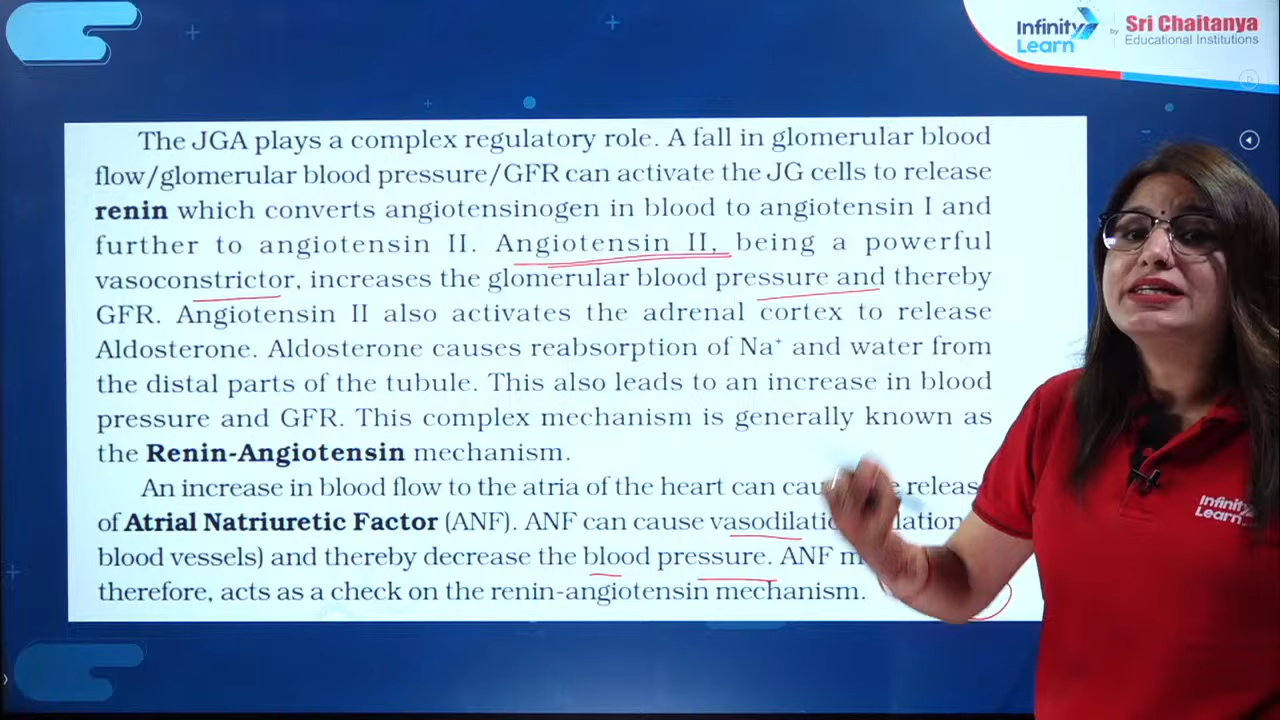 Infinity
Learn
by
Sri Chaitanya
Educational Institutions
The JGA plays a complex regulatory role. A fall in glomerular blood
flow/glomerular blood pressure/GFR can activate the JG cells to release
renin which converts angiotensinogen in blood to angiotensin I and
further to angiotensin II. Angiotensin II, being a powerful
vasoconstrictor, increases the glomerular blood pressure and thereby
GFR. Angiotensin II also activates the adrenal cortex to release
Aldosterone. Aldosterone causes reabsorption of Na⁺ and water from
the distal parts of the tubule. This also leads to an increase in blood
pressure and GFR. This complex mechanism is generally known as
the Renin-Angiotensin mechanism.
An increase in blood flow to the atria of the heart can
of Atrial Natriuretic Factor (ANF). ANF can cause
blood vessels) and thereby decrease the blood pressure. ANF
therefore, acts as a check on the renin-angiotensin mechanism.
Infinity
Learn